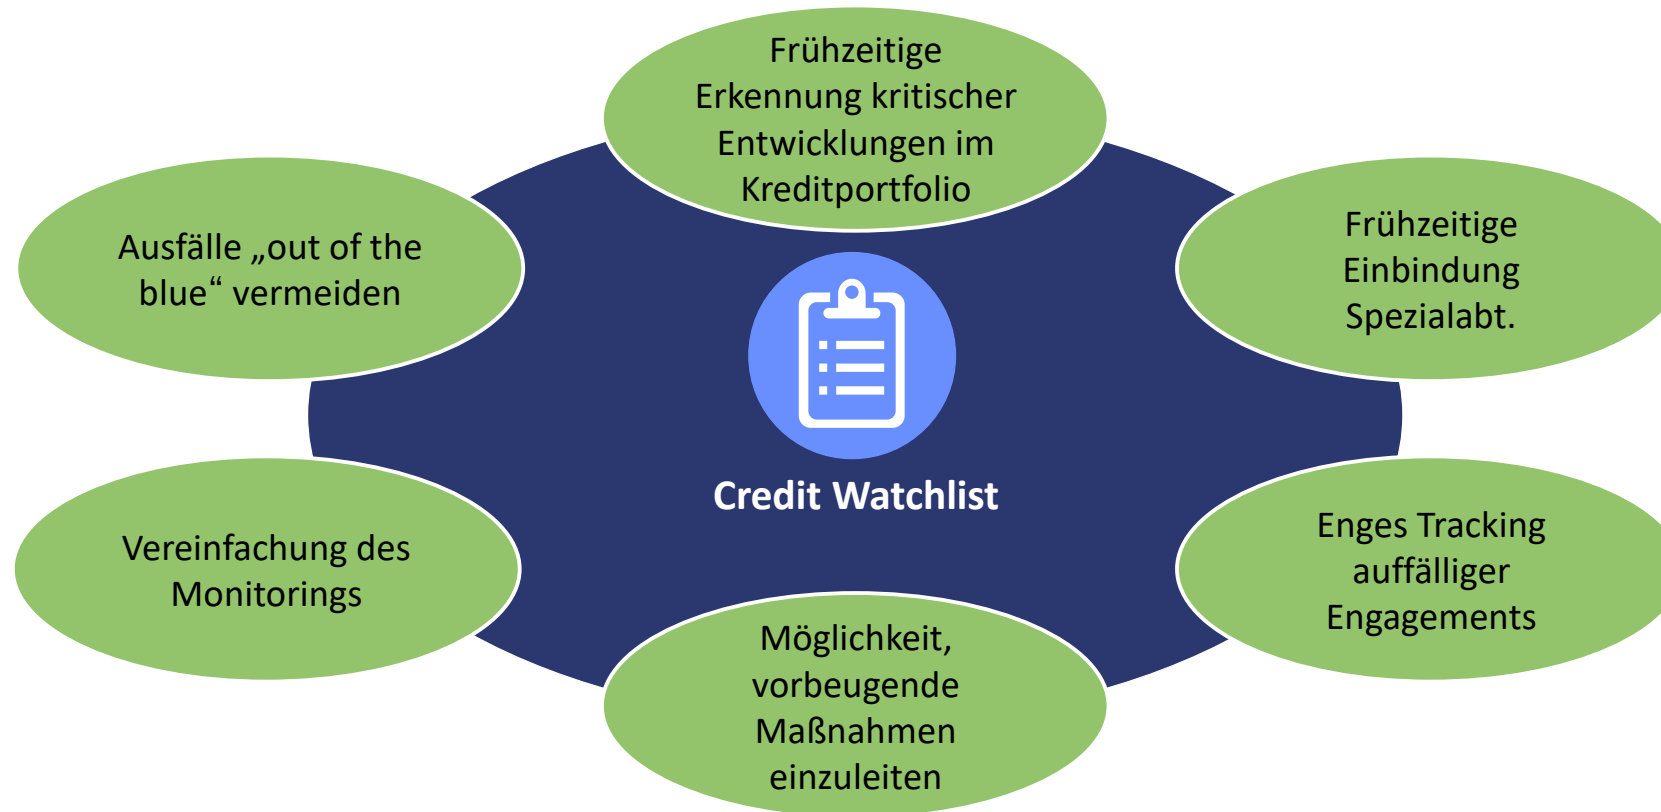 Frühzeitige
Erkennung kritischer
Entwicklungen im
Kreditportfolio
Ausfälle „out of the
blue“ vermeiden
Frühzeitige
Einbindung
Spezialabt.
Credit Watchlist
Vereinfachung des
Monitorings
Enges Tracking
auffälliger
Engagements
Möglichkeit,
vorbeugende
Maßnahmen
einzuleiten